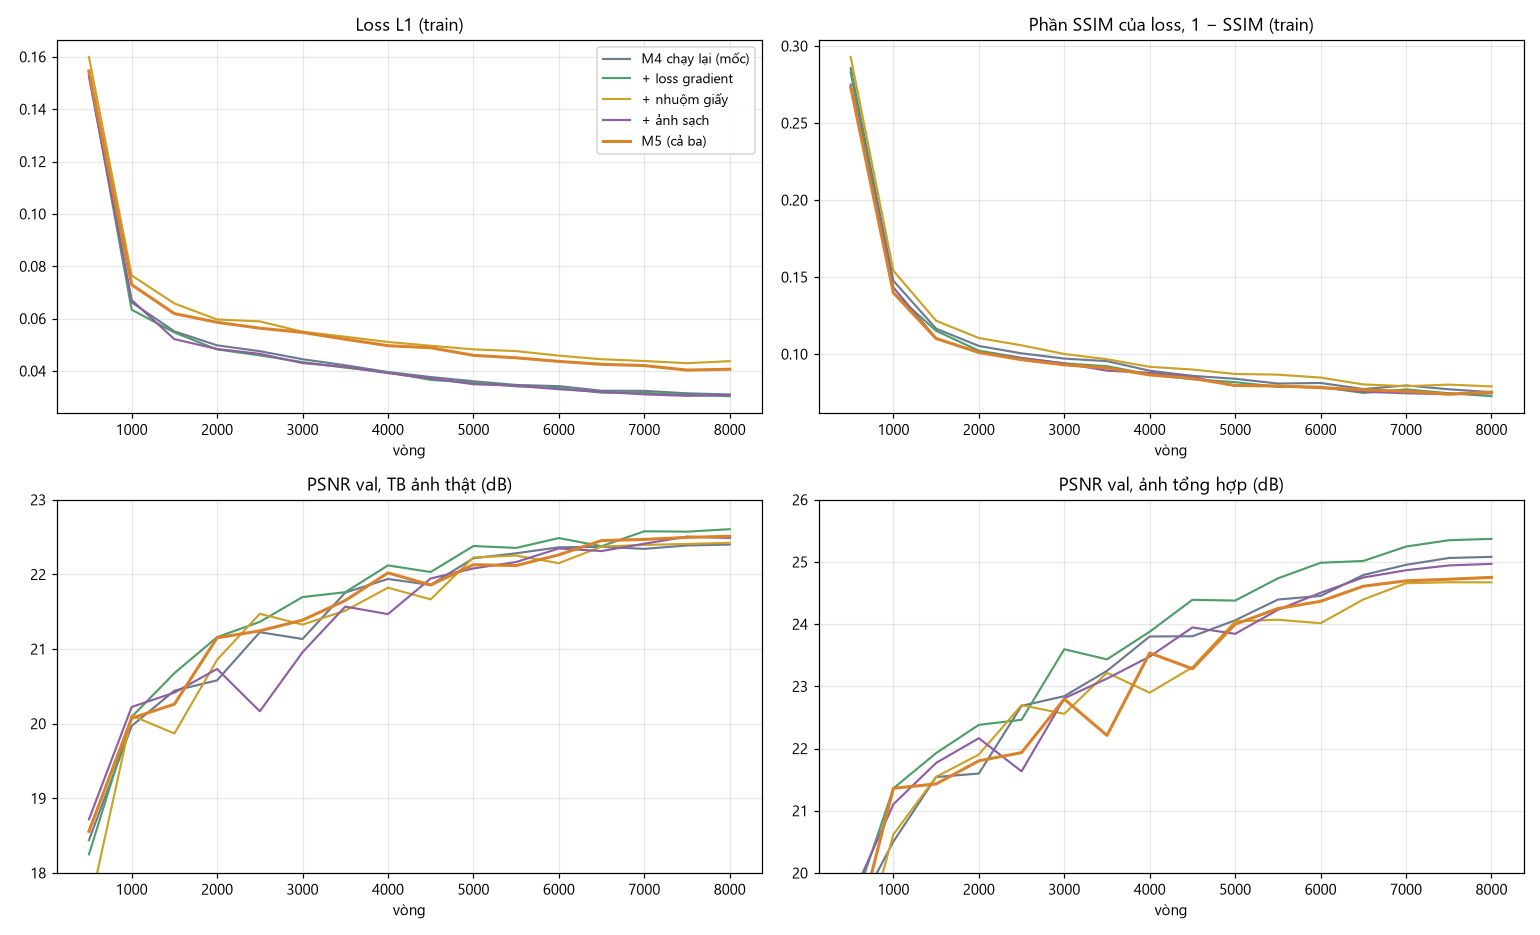 Loss L1 (train)
0.16
0.14
0.12
0.10
0.08
0.06
0.04
M4 chạy lại (mốc)
+ loss gradient
+ nhuộm giấy
+ ảnh sạch
M5 (cả ba)
1000 2000 3000 4000 5000 6000 7000 8000
vòng
Phần SSIM của loss, 1 − SSIM (train)
0.30
0.25
0.20
0.15
0.10
1000 2000 3000 4000 5000 6000 7000 8000
vòng
PSNR val, TB ảnh thật (dB)
23
22
21
20
19
18
1000 2000 3000 4000 5000 6000 7000 8000
vòng
PSNR val, ảnh tổng hợp (dB)
26
25
24
23
22
21
20
1000 2000 3000 4000 5000 6000 7000 8000
vòng